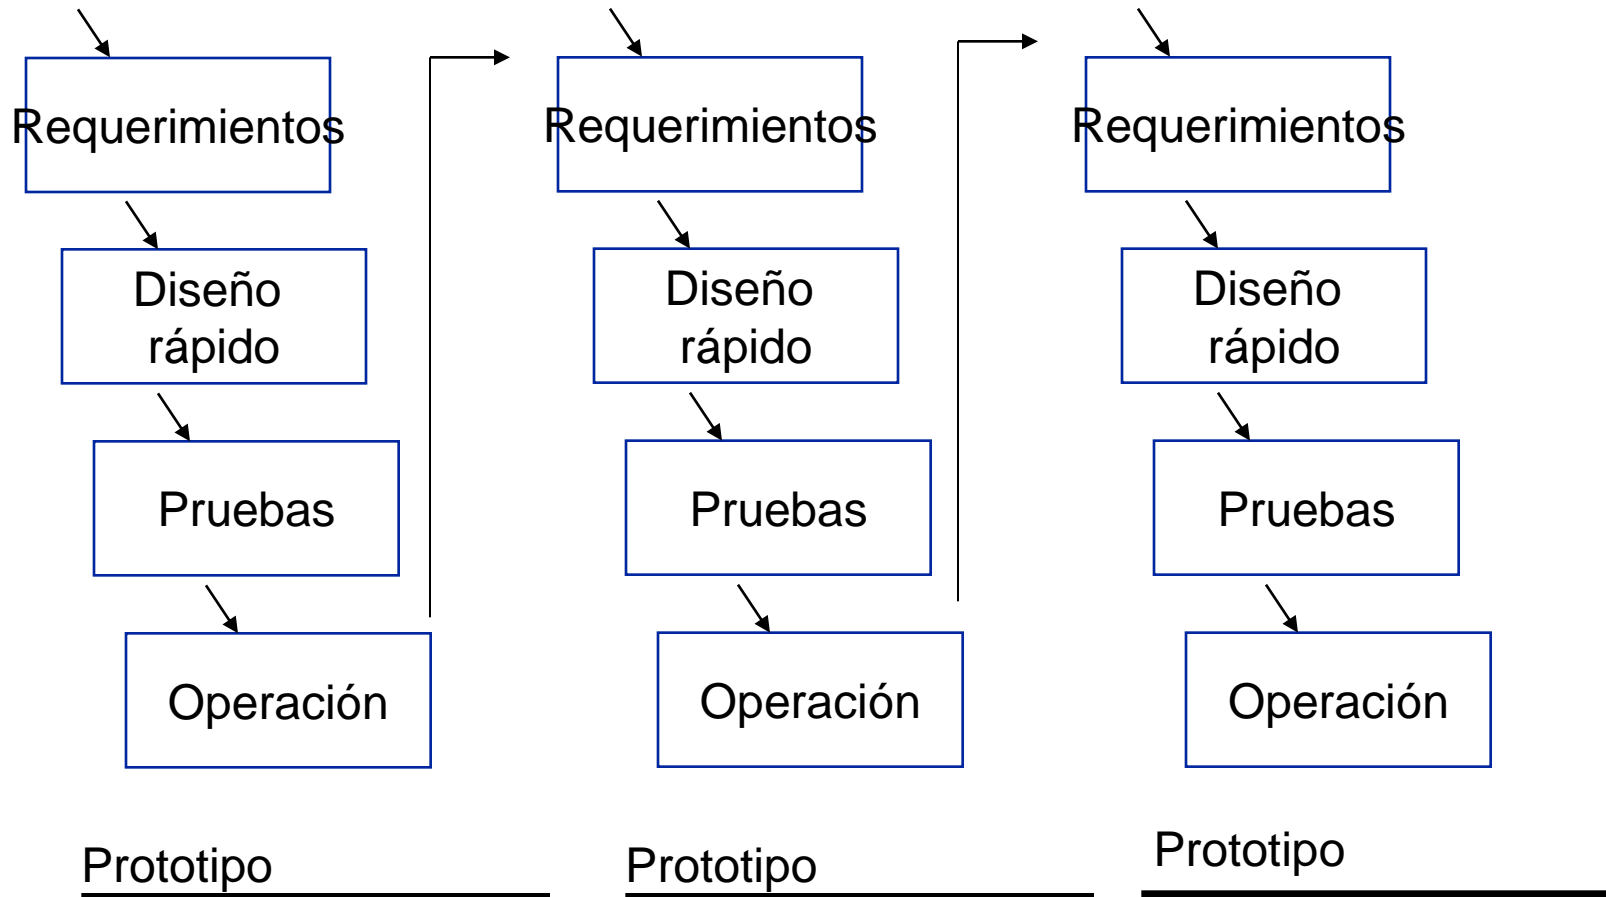 Requerimientos
Diseño
rápido
Pruebas
Operación
Prototipo
Requerimientos
Diseño
rápido
Pruebas
Operación
Prototipo
Requerimientos
Diseño
rápido
Pruebas
Operación
Prototipo